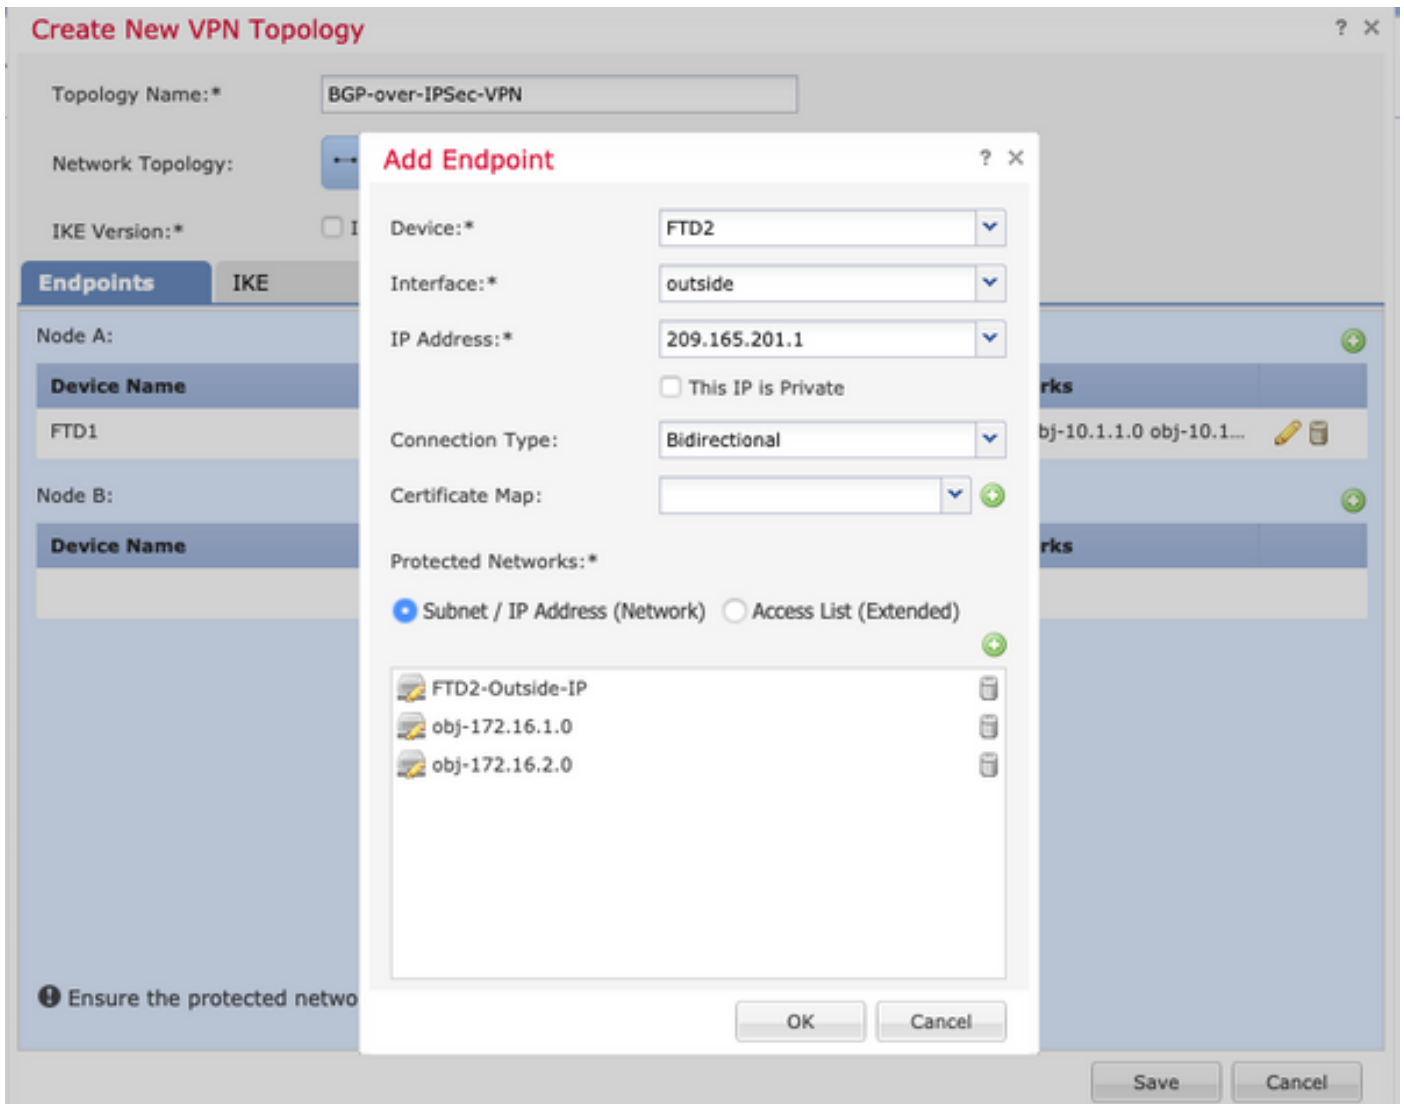 Create New VPN Topology ? ×
Topology Name:* BGP-over-IPSec-VPN
Network Topology:
IKE Version:*
Endpoints IKE
Node A:
Device Name rks
FTD1 bj-10.1.1.0 obj-10.1...
Node B:
Device Name rks
Ensure the protected netwo
Save Cancel
Add Endpoint ? ×
Device:* FTD2
Interface:* outside
IP Address:* 209.165.201.1
This IP is Private
Connection Type: Bidirectional
Certificate Map:
Protected Networks:*
Subnet / IP Address (Network) Access List (Extended)
FTD2-Outside-IP
obj-172.16.1.0
obj-172.16.2.0
OK Cancel